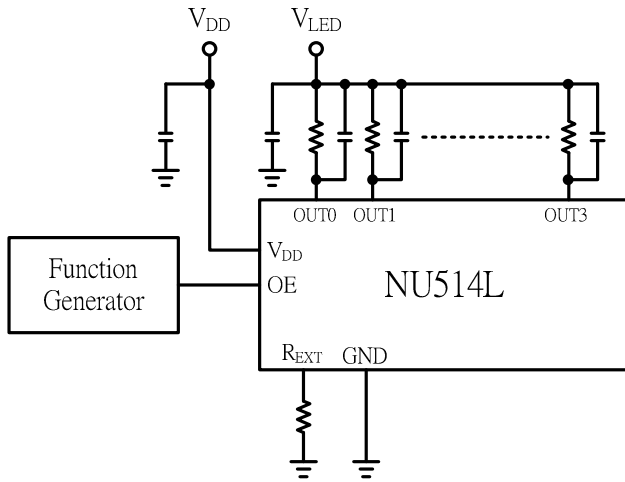 VDD
VLED
OUT0
OUT1
OUT3
VDD
OE
NU514L
Function
Generator
REXT
GND